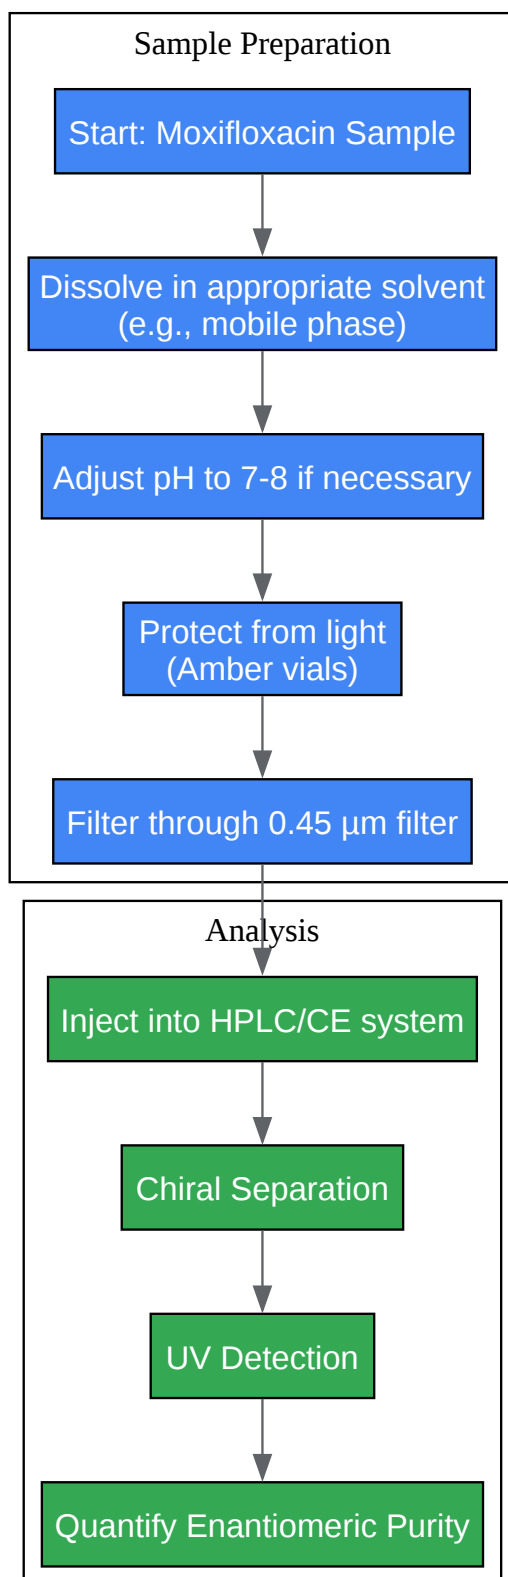 Sample Preparation
Start: Moxifloxacin Sample
Dissolve in appropriate solvent
(e.g., mobile phase)
Adjust pH to 7-8 if necessary
Protect from light
(Amber vials)
Filter through 0.45 µm filter
Analysis
Inject into HPLC/CE system
Chiral Separation
UV Detection
Quantify Enantiomeric Purity